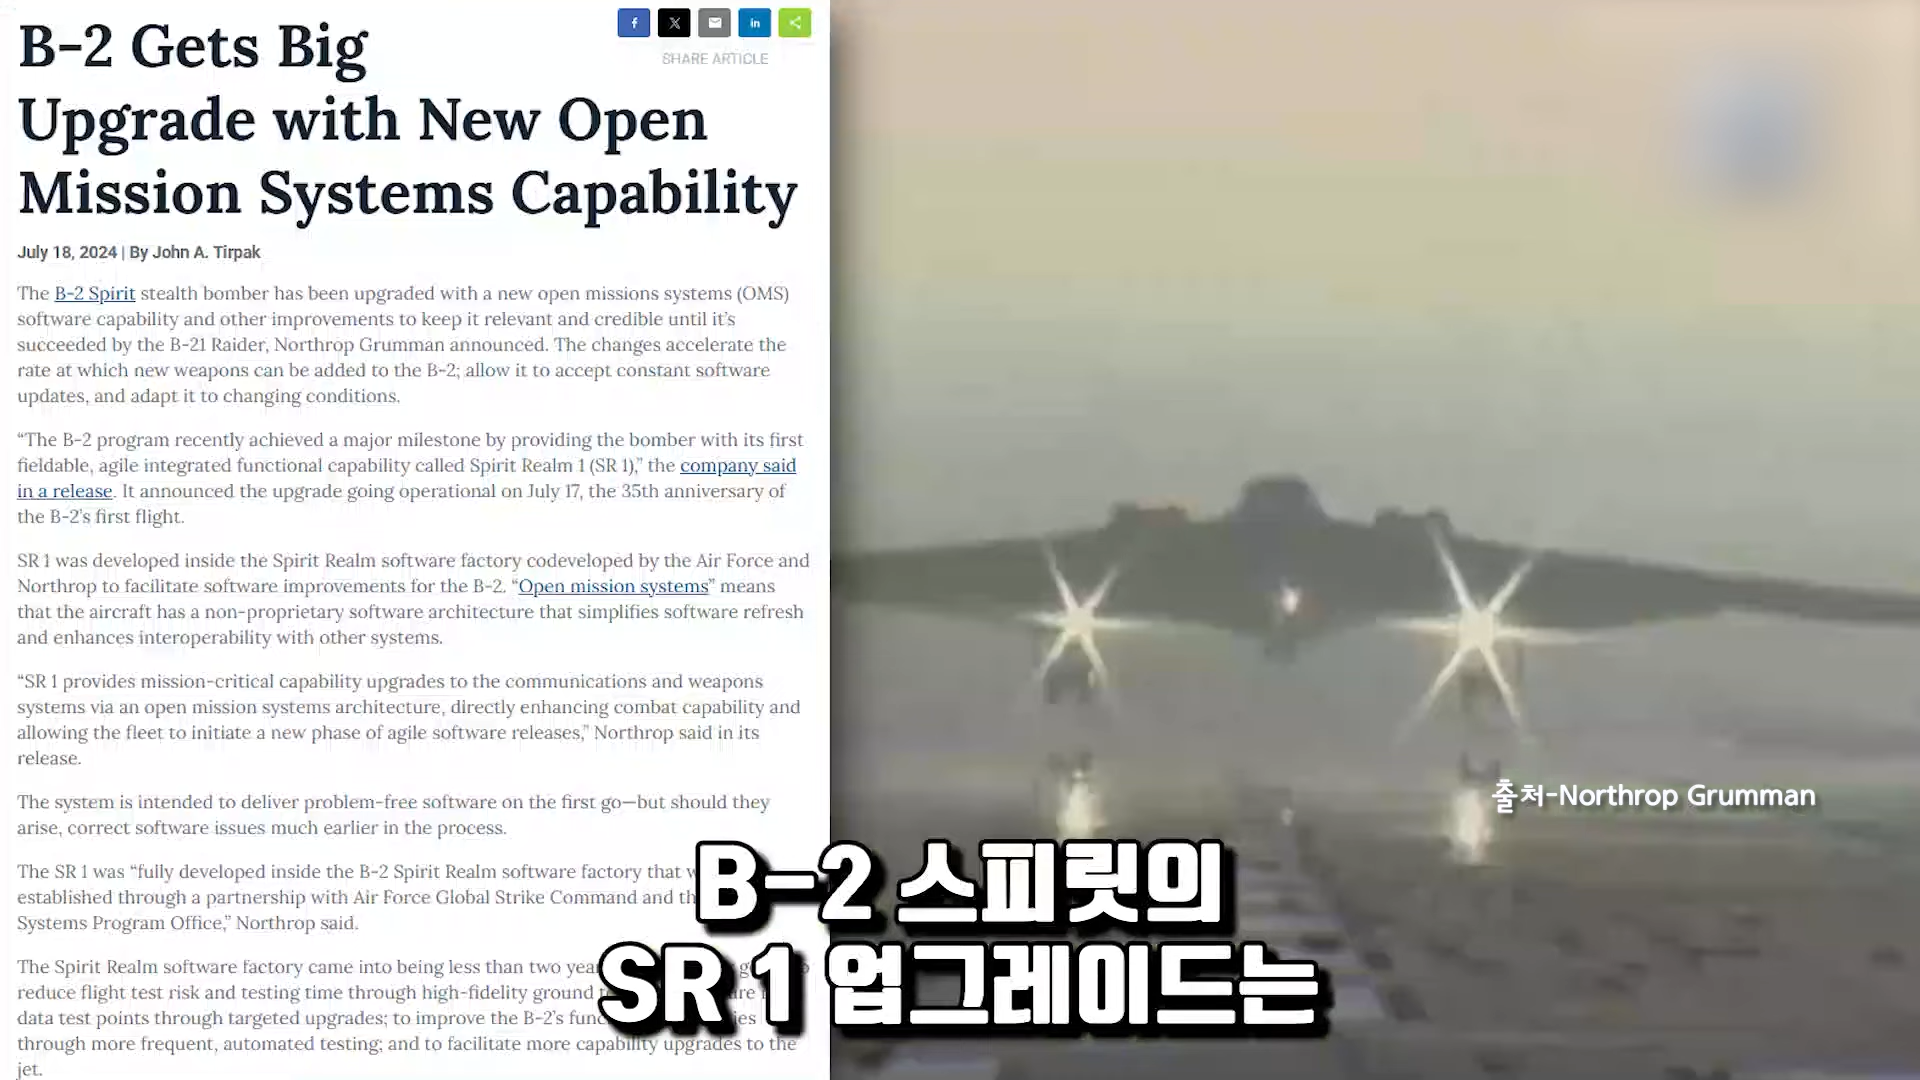 B-2 Gets Big
Upgrade with New Open
Mission Systems Capability
SHARE ARTICLE
July 18, 2024 | By John A. Tirpak
The B-2 Spirit stealth bomber has been upgraded with a new open missions systems (OMS)
software capability and other improvements to keep it relevant and credible until it's
succeeded by the B-21 Raider, Northrop Grumman announced. The changes accelerate the
rate at which new weapons can be added to the B-2; allow it to accept constant software
updates, and adapt it to changing conditions.
“The B-2 program recently achieved a major milestone by providing the bomber with its first
fieldable, agile integrated functional capability called Spirit Realm 1 (SR 1),” the company said
in a release. It announced the upgrade going operational on July 17, the 35th anniversary of
the B-2's first flight.
SR 1 was developed inside the Spirit Realm software factory codeveloped by the Air Force and
Northrop to facilitate software improvements for the B-2. “Open mission systems” means
that the aircraft has a non-proprietary software architecture that simplifies software refresh
and enhances interoperability with other systems.
“SR 1 provides mission-critical capability upgrades to the communications and weapons
systems via an open mission systems architecture, directly enhancing combat capability and
allowing the fleet to initiate a new phase of agile software releases,” Northrop said in its
release.
The system is intended to deliver problem-free software on the first go—but should they
arise, correct software issues much earlier in the process.
The SR 1 was “fully developed inside the B-2 Spirit Realm software factory that
established through a partnership with Air Force Global Strike Command and
Systems Program Office,” Northrop said.
The Spirit Realm software factory came into being less than two
reduce flight test risk and testing time through high-fidelity ground
data test points through targeted upgrades; to improve the B-2's
through more frequent, automated testing; and to facilitate more capability upgrades to the
jet.
출처-Northrop Grumman
B-2 스피릿의
SR 1 업그레이드는